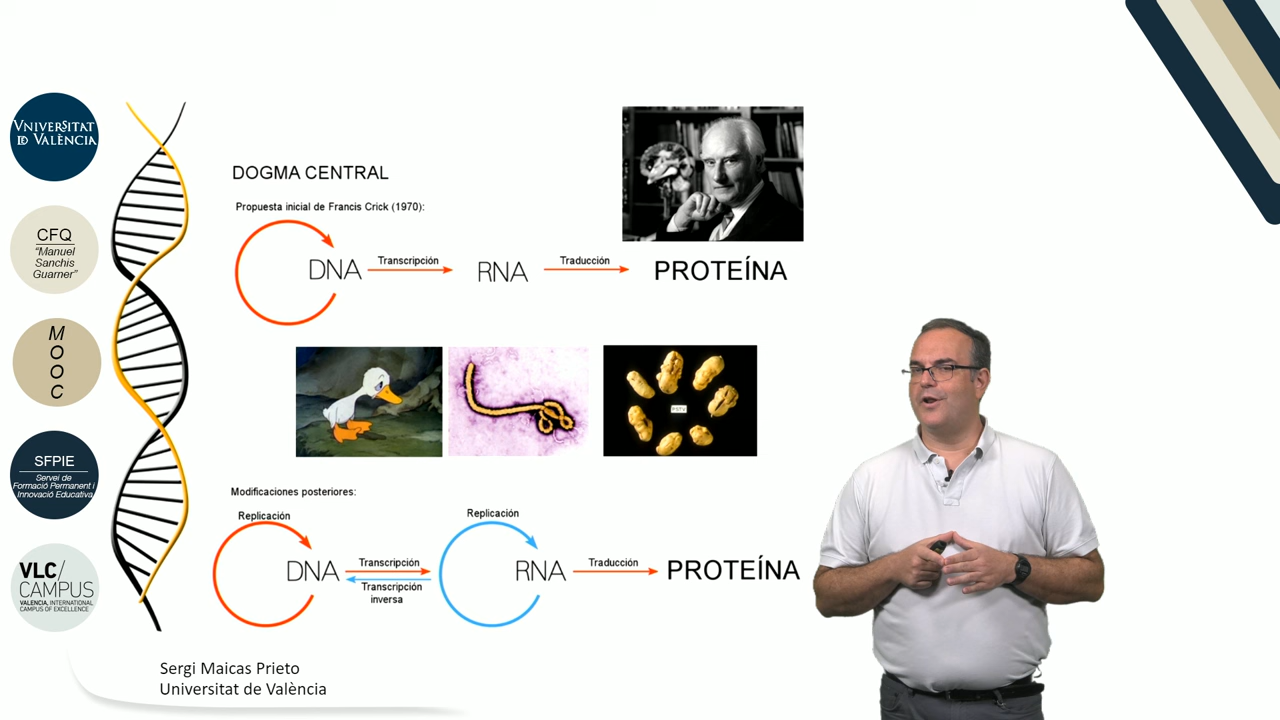 VNIVERSITAT
ID VALÈNCIA
CFQ
"Manuel
Sanchis
Guarner"
M
O
O
C
SFPIE
Servei de
Formació Permanent i
Innovació Educativa
VLC/
CAMPUS
VALENCIA, INTERNATIONAL
CAMPUS OF EXCELLENCE
DOGMA CENTRAL
Propuesta inicial de Francis Crick (1970):
DNA
Transcripción
RNA
Traducción
PROTEÍNA
PSTV
Modificaciones posteriores:
Replicación
DNA
Transcripción
Transcripción
inversa
Replicación
RNA
Traducción
PROTEÍNA
Sergi Maicas Prieto
Universitat de València